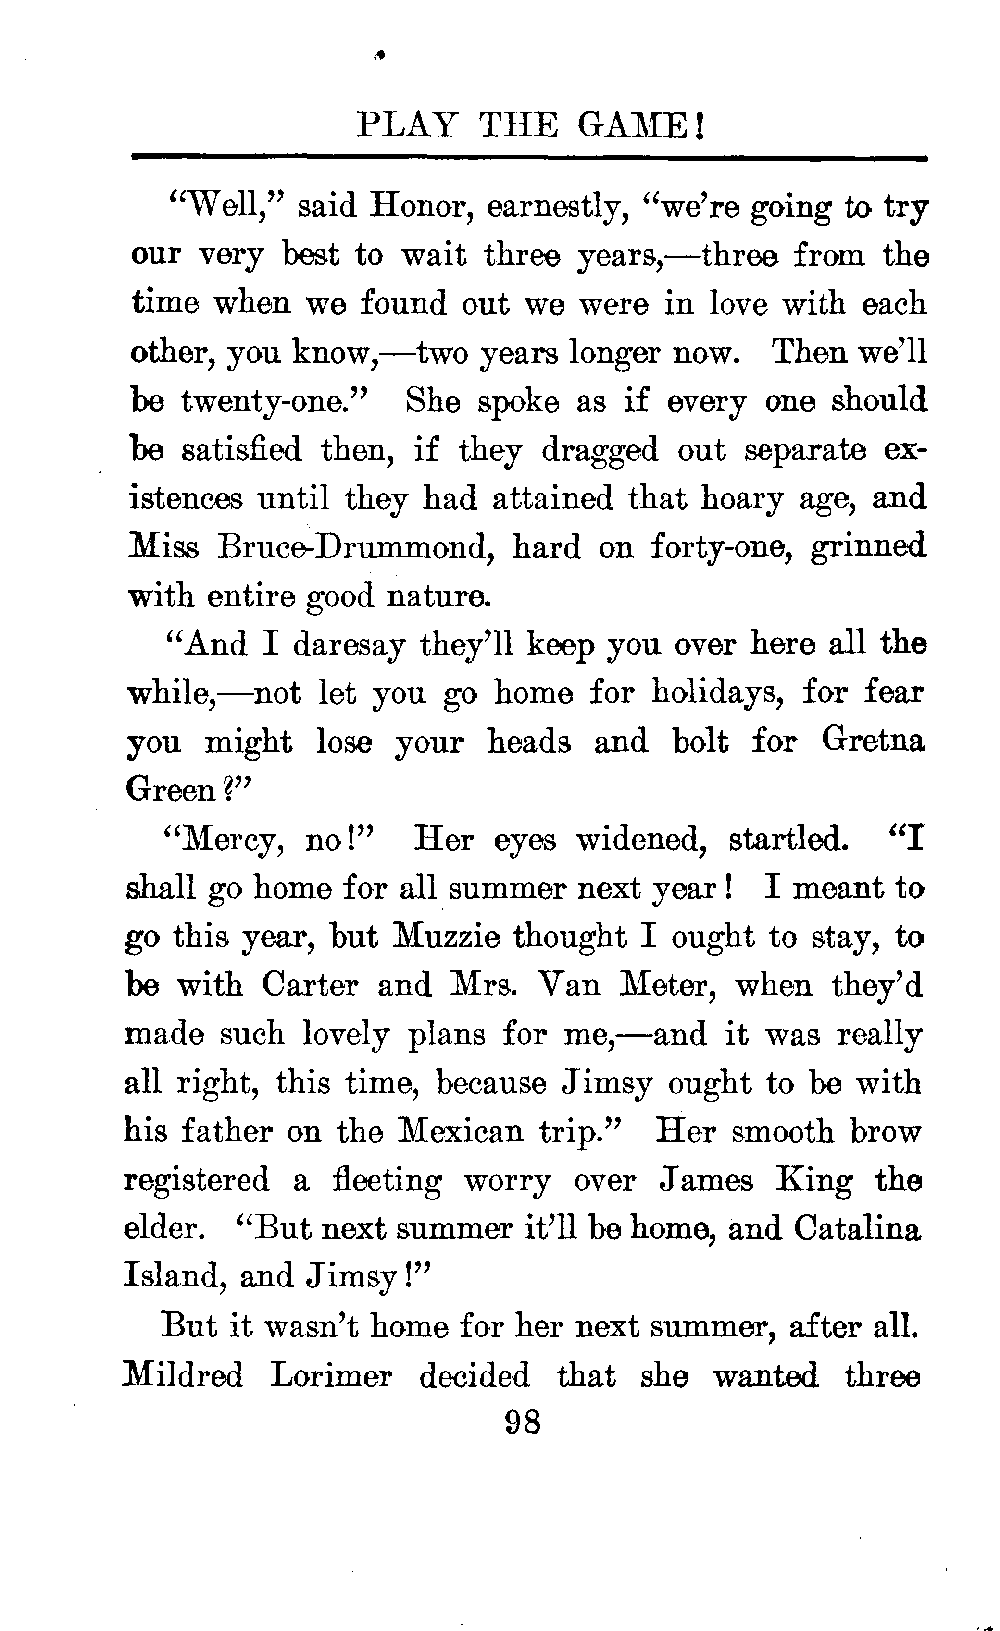 PLAY THE GAME!
“Well,” said Honor, earnestly, “we’re going to try
our very best to wait three years,—three from the
time when we found out we were in love with each
other, you know,—two years longer now. Then we’ll
be twenty-one.” She spoke as if every one should
be satisfied then, if they dragged out separate ex-
istences until they had attained that hoary age, and
Miss Bruce-Drummond, hard on forty-one, grinned
with entire good nature.
“And I daresay they’ll keep you over here all the
while,—not let you go home for holidays, for fear
you might lose your heads and bolt for Gretna
Green?”
“Mercy, no!” Her eyes widened, startled. “I
shall go home for all summer next year! I meant to
go this year, but Muzzie thought I ought to stay, to
be with Carter and Mrs. Van Meter, when they’d
made such lovely plans for me,—and it was really
all right, this time, because Jimsy ought to be with
his father on the Mexican trip.” Her smooth brow
registered a fleeting worry over James King the
elder. “But next summer it’ll be home, and Catalina
Island, and Jimsy!”
But it wasn’t home for her next summer, after all.
Mildred Lorimer decided that she wanted three
98